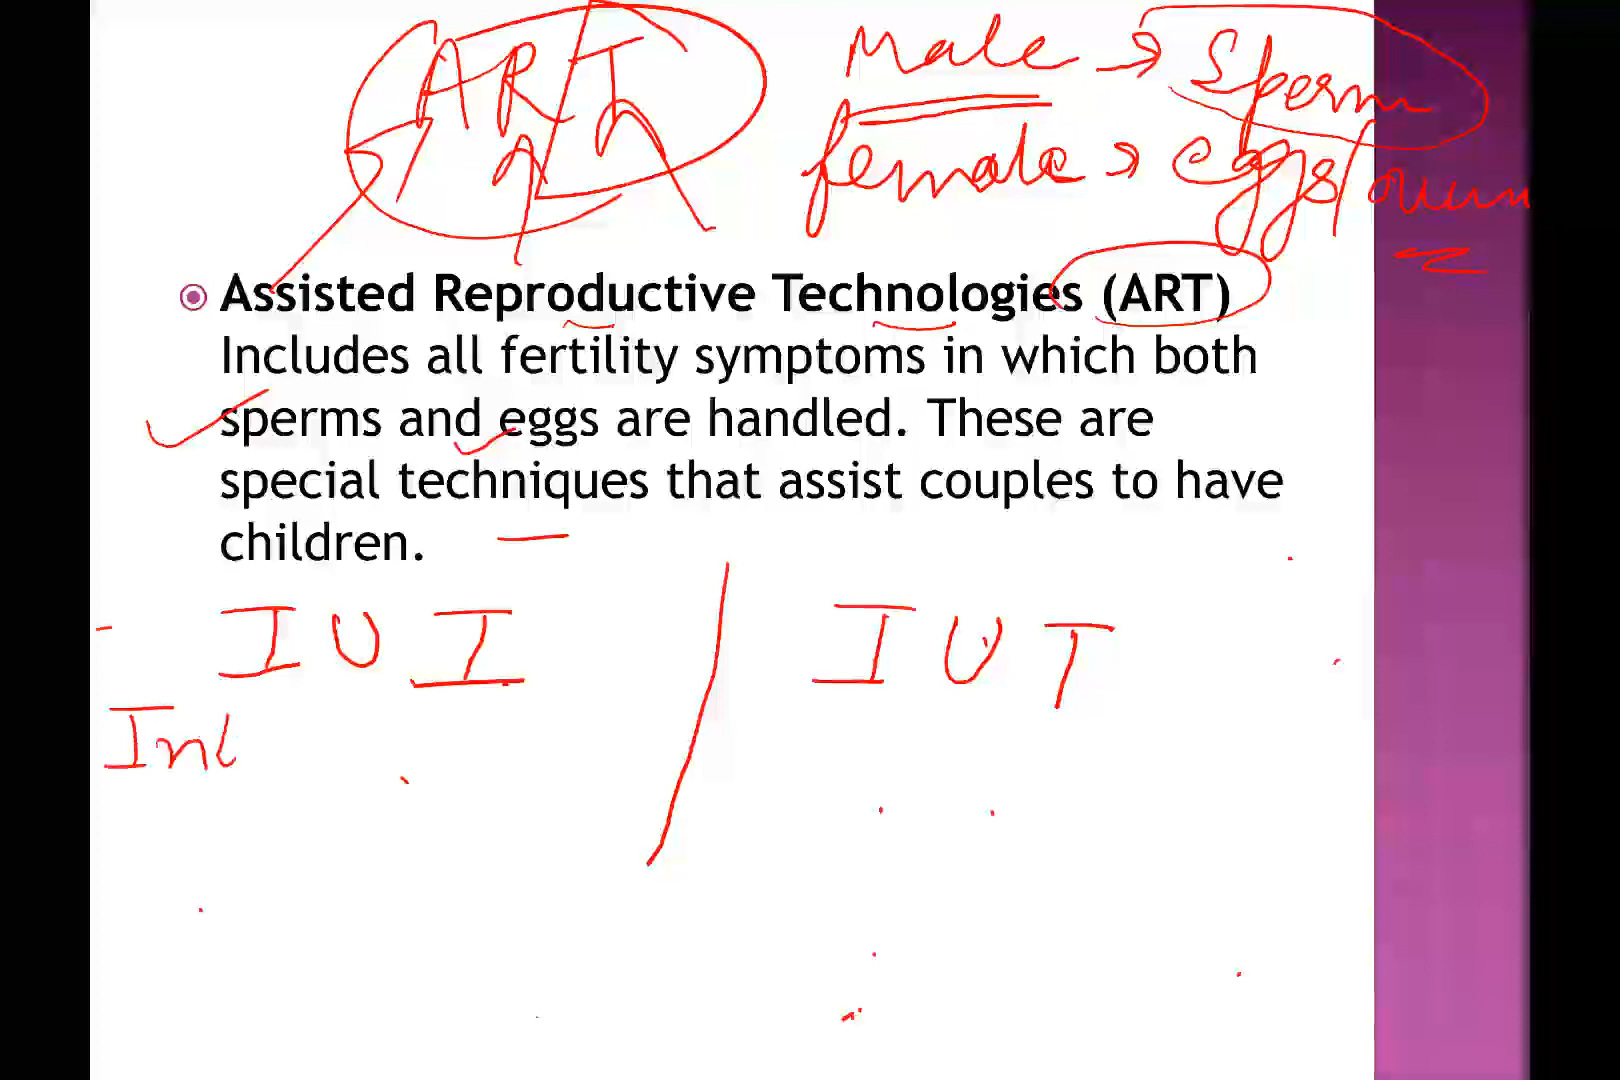 ART
Male → Sperm
female → eggs/ovum
Assisted Reproductive Technologies (ART)
Includes all fertility symptoms in which both
sperms and eggs are handled. These are
special techniques that assist couples to have
children.
IUI / IUT
Int